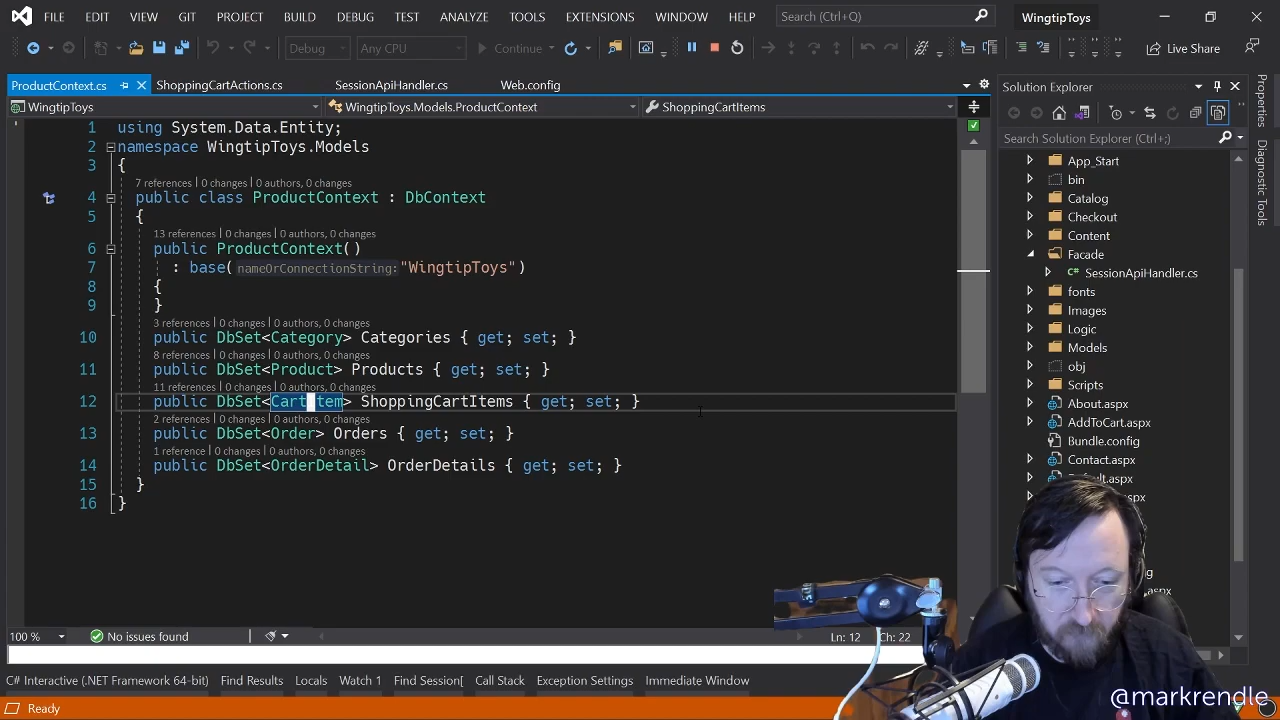 FILE EDIT VIEW GIT PROJECT BUILD DEBUG TEST ANALYZE TOOLS EXTENSIONS WINDOW HELP Search (Ctrl+Q) WingtipToys
Debug Any CPU Continue Live Share
ProductContext.cs ShoppingCartActions.cs SessionApiHandler.cs Web.config
WingtipToys WingtipToys.Models.ProductContext ShoppingCartItems
1 using System.Data.Entity;
2 namespace WingtipToys.Models
3 {
7 references | 0 changes | 0 authors, 0 changes
4 public class ProductContext : DbContext
5 {
13 references | 0 changes | 0 authors, 0 changes
6 public ProductContext()
7 : base(nameOrConnectionString:"WingtipToys")
8 {
9 }
3 references | 0 changes | 0 authors, 0 changes
10 public DbSet<Category> Categories { get; set; }
8 references | 0 changes | 0 authors, 0 changes
11 public DbSet<Product> Products { get; set; }
11 references | 0 changes | 0 authors, 0 changes
12 public DbSet<CartItem> ShoppingCartItems { get; set; }
2 references | 0 changes | 0 authors, 0 changes
13 public DbSet<Order> Orders { get; set; }
1 reference | 0 changes | 0 authors, 0 changes
14 public DbSet<OrderDetail> OrderDetails { get; set; }
15 }
16 }
100 % No issues found Ln: 12 Ch: 22
C# Interactive (.NET Framework 64-bit) Find Results Locals Watch 1 Find Session[ Call Stack Exception Settings Immediate Window
Ready
Solution Explorer
Search Solution Explorer (Ctrl+;)
App_Start
bin
Catalog
Checkout
Content
Facade
SessionApiHandler.cs
fonts
Images
Logic
Models
obj
Scripts
About.aspx
AddToCart.aspx
Bundle.config
Contact.aspx
Properties
Diagnostic Tools
@markrendle